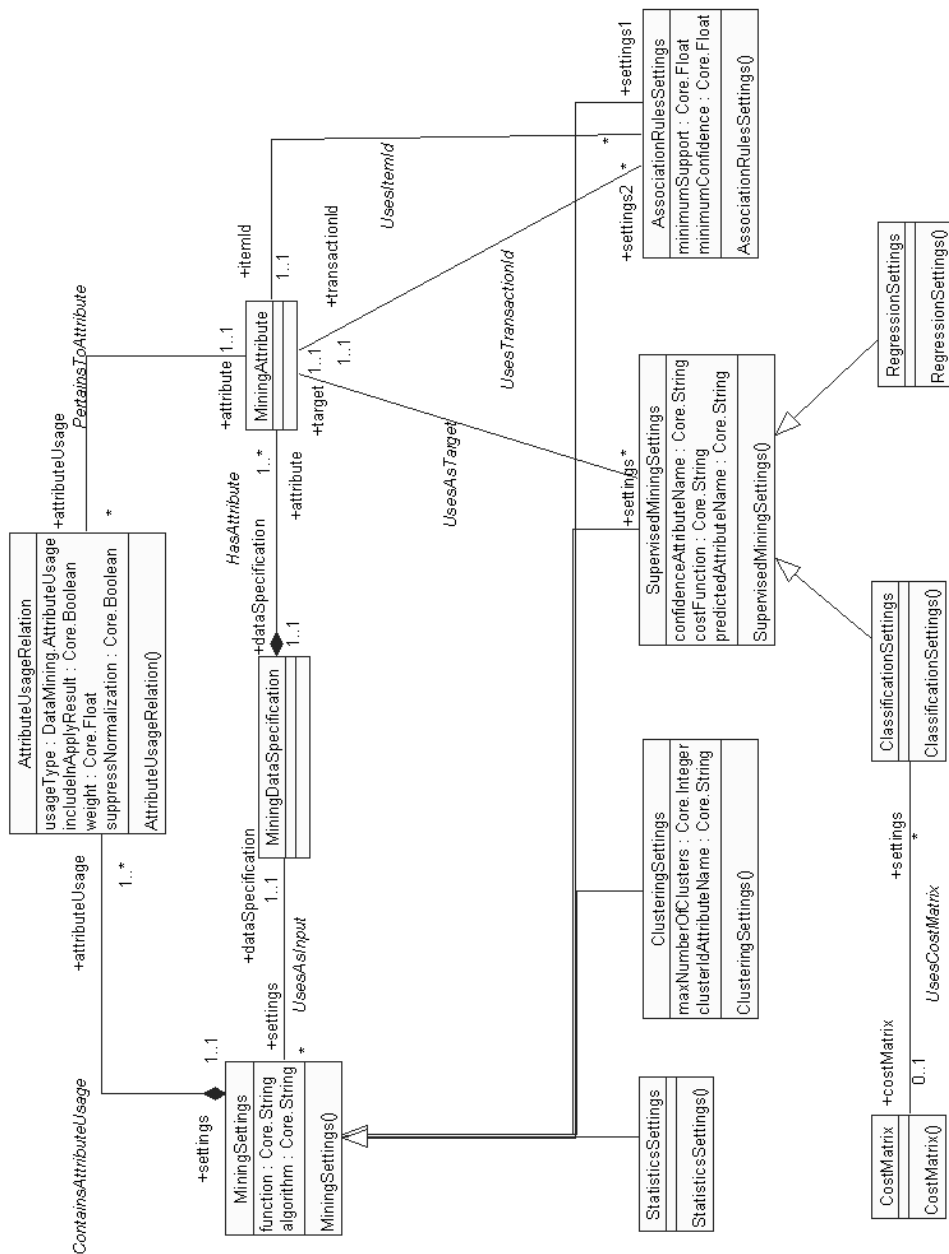 ContainsAttributeUsage
+settings
1..1
+attributeUsage
1..*
AttributeUsageRelation
usageType : DataMining.AttributeUsage
includeInApplyResult : Core.Boolean
weight : Core.Float
suppressNormalization : Core.Boolean
AttributeUsageRelation()
+attributeUsage
*
PertainsToAttribute
+attribute
1..1
MiningSettings
function : Core.String
algorithm : Core.String
MiningSettings()
+settings
*
UsesAsInput
+dataSpecification
1..1
MiningDataSpecification
+dataSpecification
1..1
HasAttribute
1..*
+attribute
MiningAttribute
+itemId
1..1
+target
1..1
+transactionId
1..1
UsesItemId
UsesTransactionId
UsesAsTarget
StatisticsSettings
StatisticsSettings()
ClusteringSettings
maxNumberOfClusters : Core.Integer
clusterIdAttributeName : Core.String
ClusteringSettings()
+settings
*
SupervisedMiningSettings
confidenceAttributeName : Core.String
costFunction : Core.String
predictedAttributeName : Core.String
SupervisedMiningSettings()
+settings2
*
*
+settings1
AssociationRulesSettings
minimumSupport : Core.Float
minimumConfidence : Core.Float
AssociationRulesSettings()
CostMatrix
CostMatrix()
+costMatrix
0..1
UsesCostMatrix
+settings
*
ClassificationSettings
ClassificationSettings()
RegressionSettings
RegressionSettings()